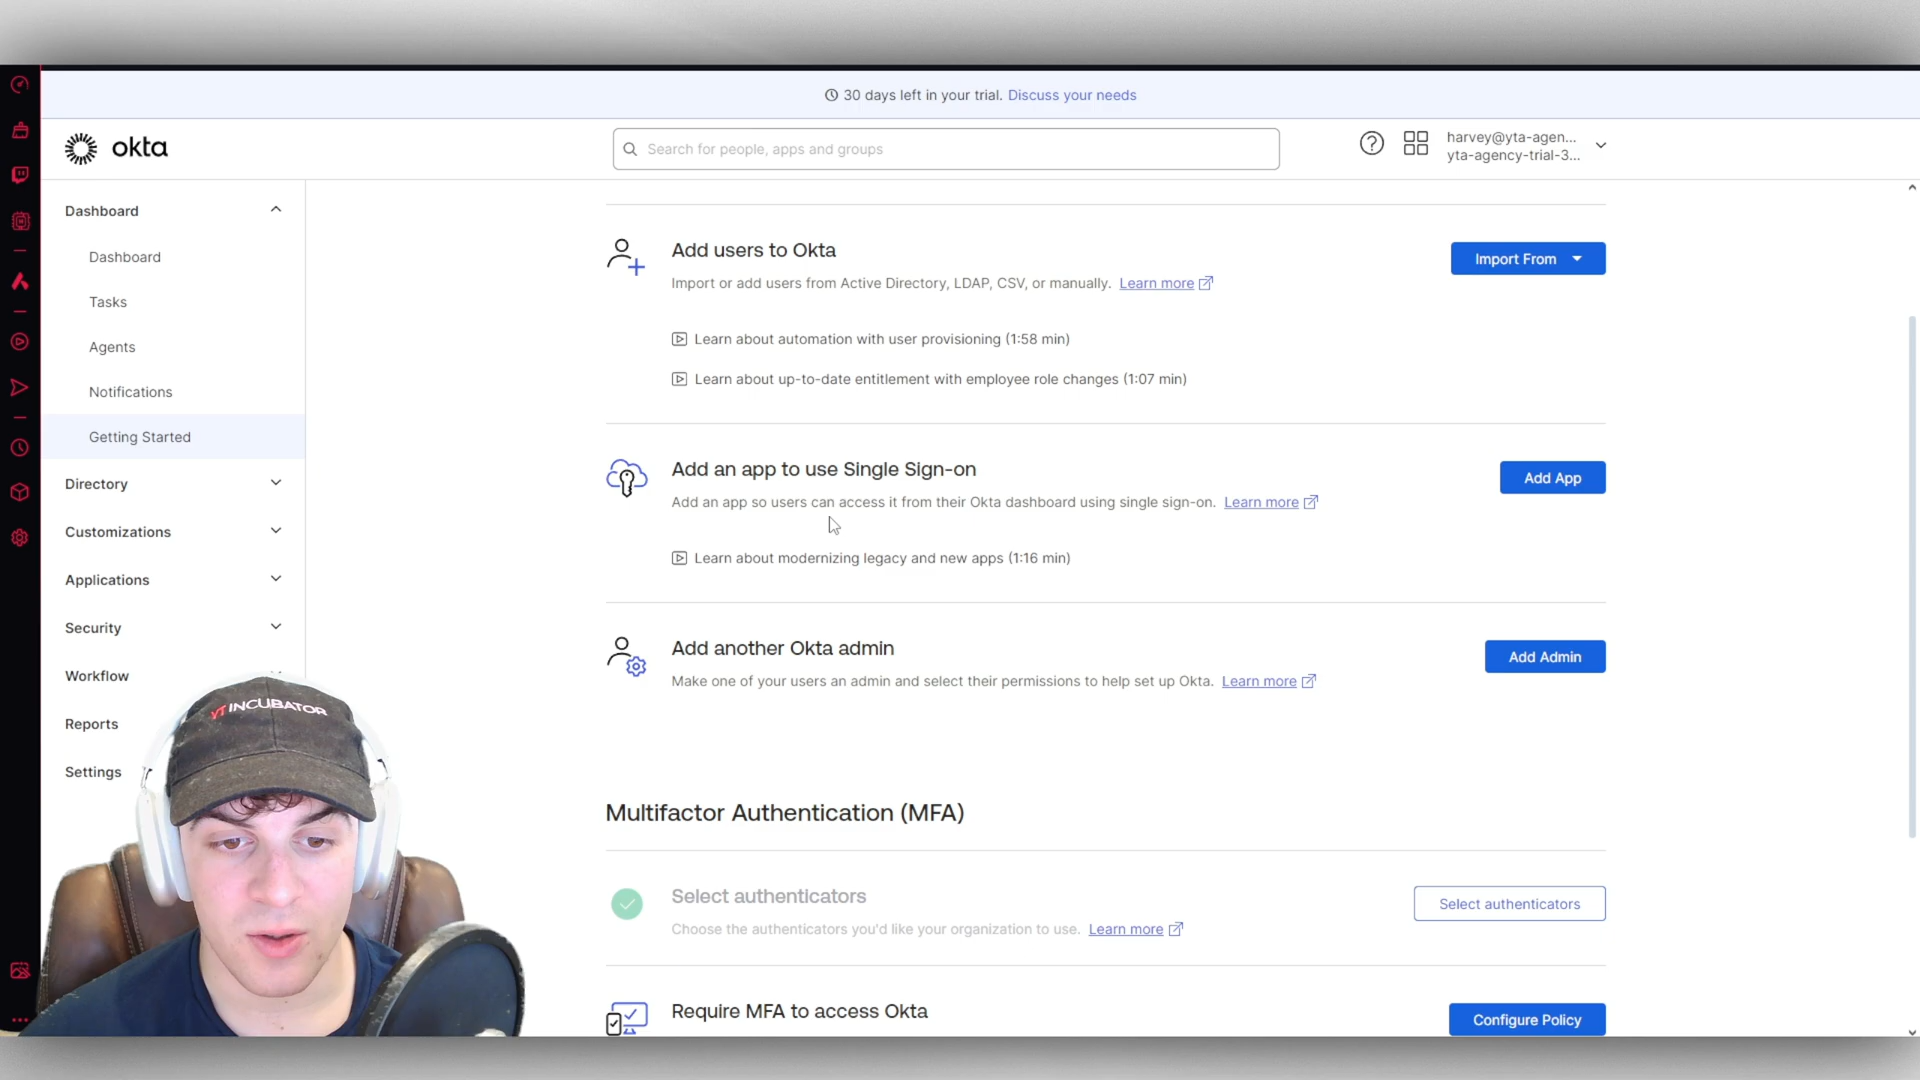 30 days left in your trial. Discuss your needs
okta
Search for people, apps and groups
harvey@yta-agen...
yta-agency-trial-3...
Dashboard
Dashboard
Tasks
Agents
Notifications
Getting Started
Directory
Customizations
Applications
Security
Workflow
Reports
Settings
Add users to Okta
Import From
Import or add users from Active Directory, LDAP, CSV, or manually. Learn more
Learn about automation with user provisioning (1:58 min)
Learn about up-to-date entitlement with employee role changes (1:07 min)
Add an app to use Single Sign-on
Add App
Add an app so users can access it from their Okta dashboard using single sign-on. Learn more
Learn about modernizing legacy and new apps (1:16 min)
Add another Okta admin
Add Admin
Make one of your users an admin and select their permissions to help set up Okta. Learn more
Multifactor Authentication (MFA)
Select authenticators
Select authenticators
Choose the authenticators you'd like your organization to use. Learn more
Require MFA to access Okta
Configure Policy
YT INCUBATOR